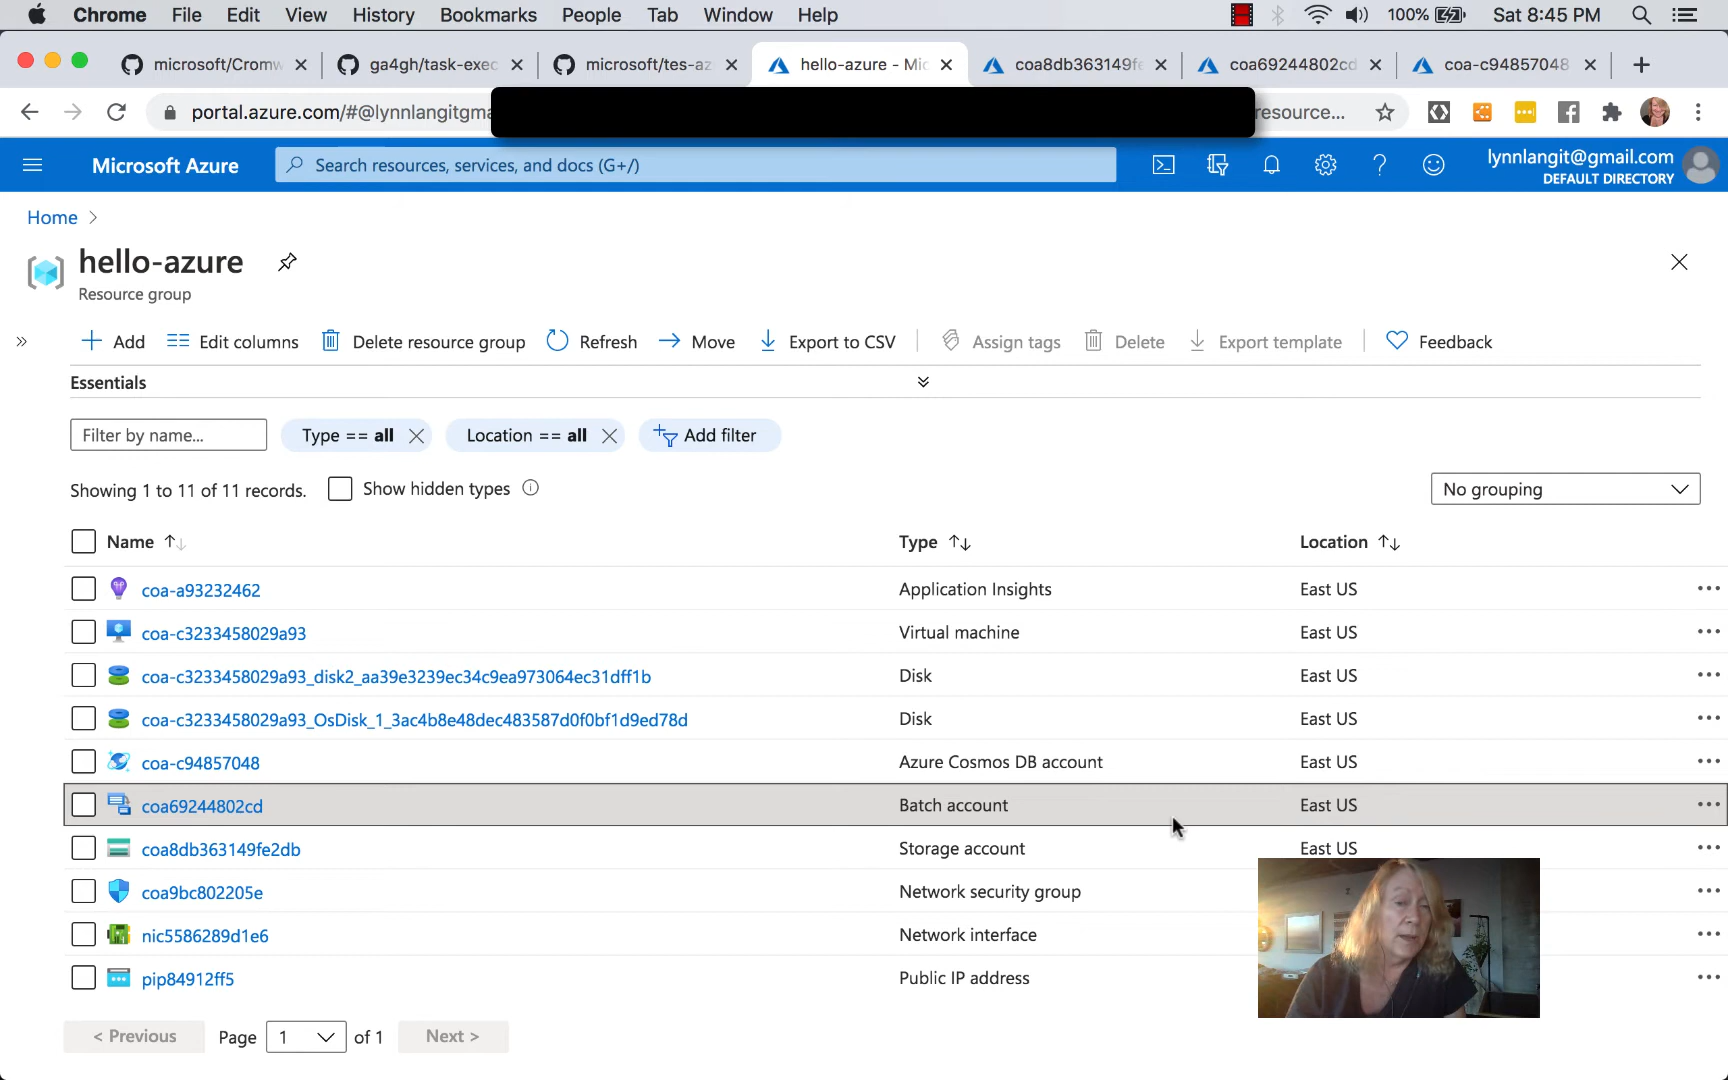 Chrome File Edit View History Bookmarks People Tab Window Help 100% Sat 8:45 PM
microsoft/Cromw ga4gh/task-exec microsoft/tes-az hello-azure - Mic coa8db363149fe coa69244802cd coa-c94857048
portal.azure.com/#@lynnlangitgma resource...
Microsoft Azure Search resources, services, and docs (G+/) lynnlangit@gmail.com
DEFAULT DIRECTORY
Home >
hello-azure
Resource group
» + Add Edit columns Delete resource group Refresh Move Export to CSV Assign tags Delete Export template Feedback
Essentials
Filter by name... Type == all Location == all Add filter
Showing 1 to 11 of 11 records. Show hidden types No grouping
Name Type Location
coa-a93232462 Application Insights East US
coa-c3233458029a93 Virtual machine East US
coa-c3233458029a93_disk2_aa39e3239ec34c9ea973064ec31dff1b Disk East US
coa-c3233458029a93_OsDisk_1_3ac4b8e48dec483587d0f0bf1d9ed78d Disk East US
coa-c94857048 Azure Cosmos DB account East US
coa69244802cd Batch account East US
coa8db363149fe2db Storage account East US
coa9bc802205e Network security group
nic5586289d1e6 Network interface
pip84912ff5 Public IP address
< Previous Page 1 of 1 Next >